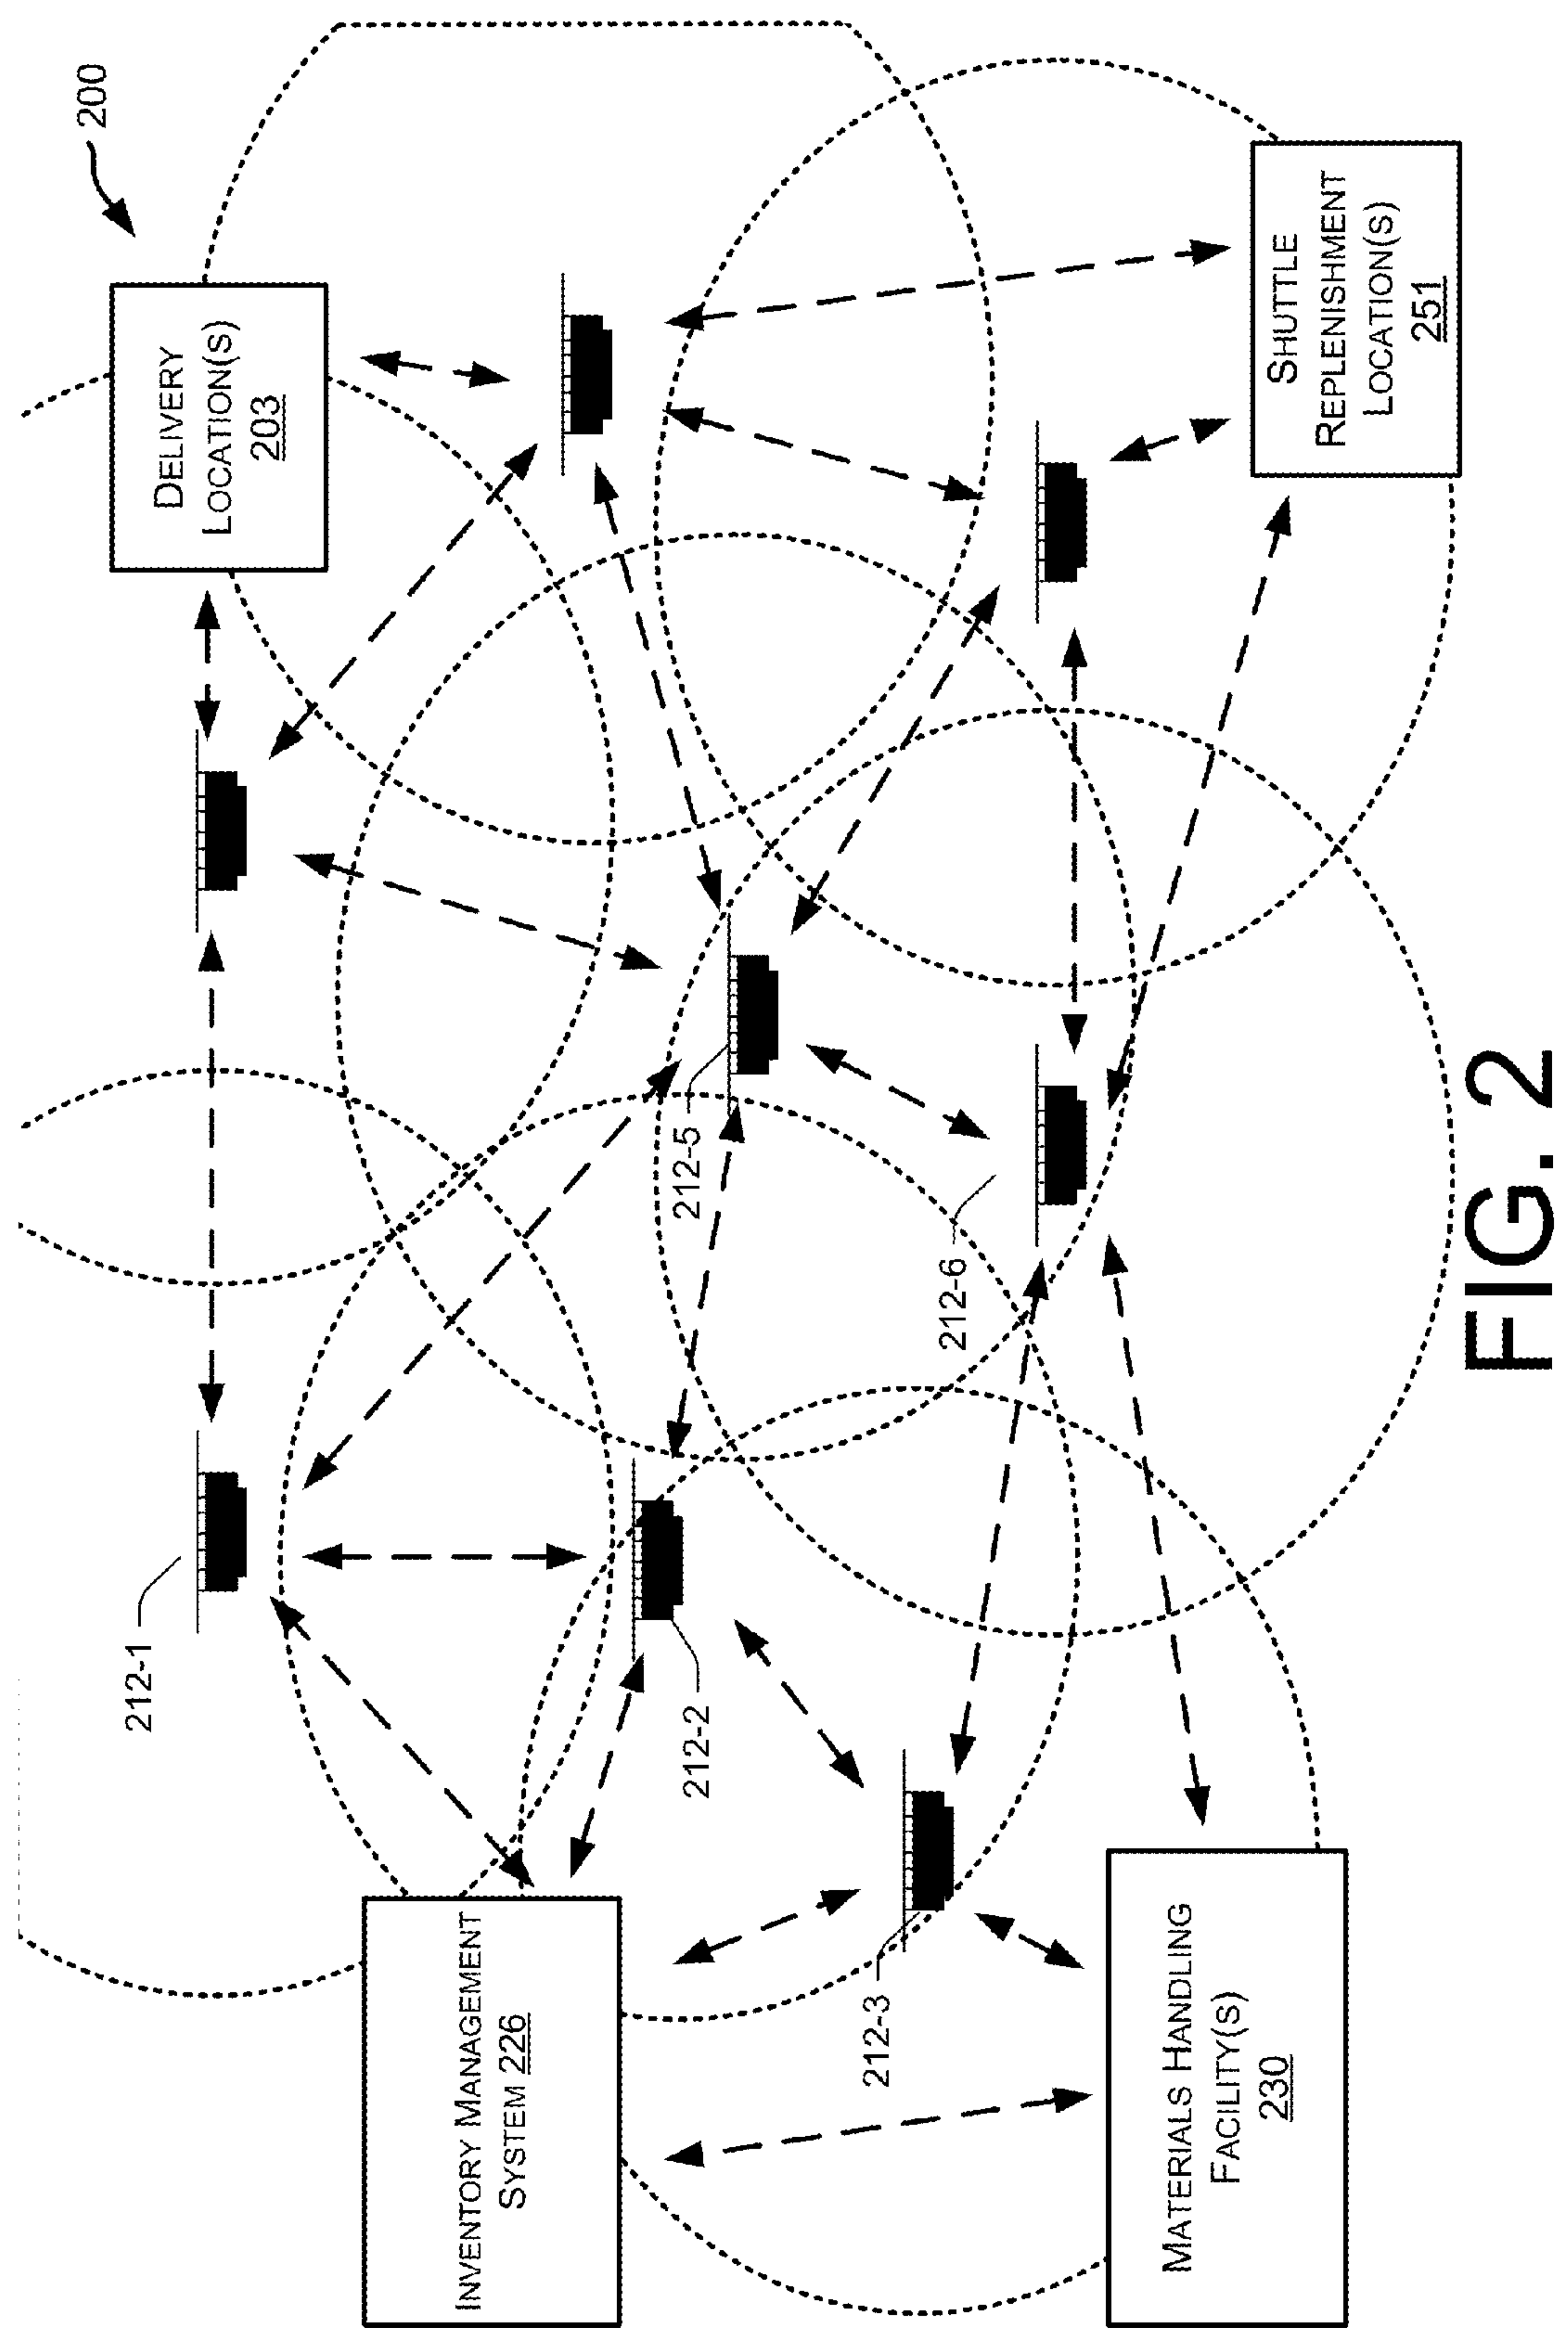 200
DELIVERY
LOCATION(S)
203
212-1
INVENTORY MANAGEMENT
SYSTEM 226
212-2
212-5
212-3
212-6
MATERIALS HANDLING
FACILITY(S)
230
SHUTTLE
REPLENISHMENT
LOCATION(S)
251
FIG. 2